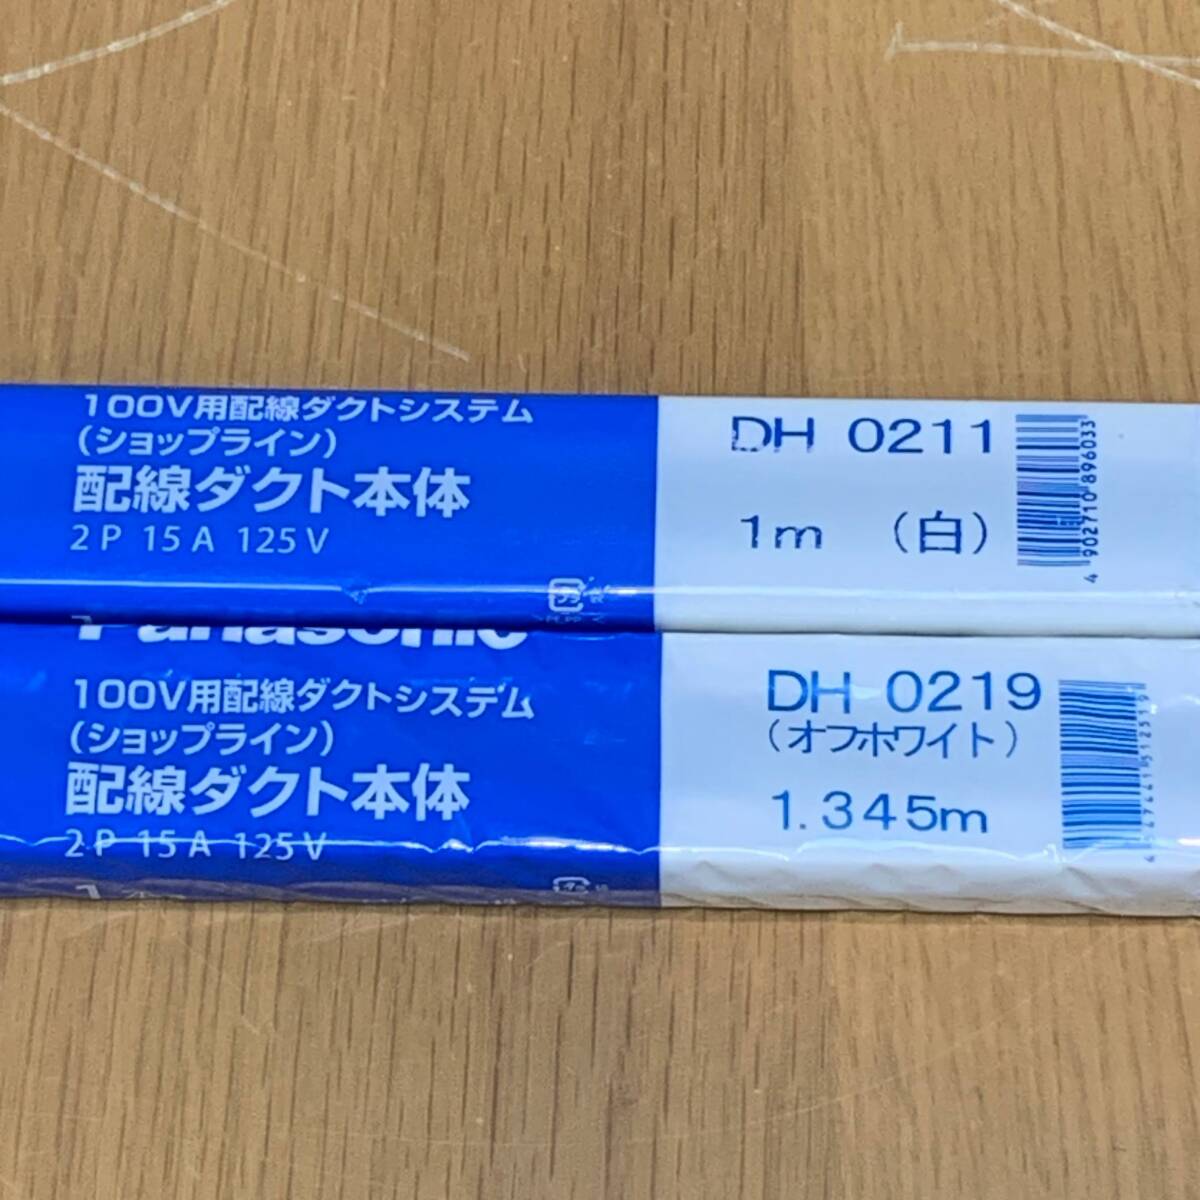 100V用配線ダクトシステム
(ショップライン)
配線ダクト本体
2P 15A 125V
DH 0211
1m (白)
4 902710 896033
Panasonic
100V用配線ダクトシステム
(ショップライン)
配線ダクト本体
2P 15A 125V
DH 0219
(オフホワイト)
1.345m